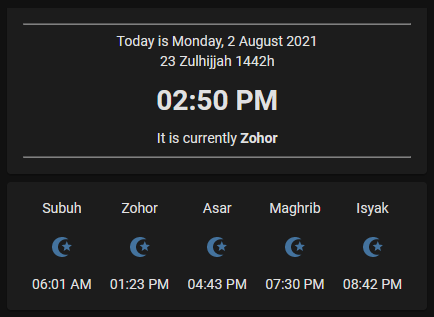 Today is Monday, 2 August 2021
23 Zulhijjah 1442h
02:50 PM
It is currently Zohor
Subuh Zohor Asar Maghrib Isyak
06:01 AM 01:23 PM 04:43 PM 07:30 PM 08:42 PM